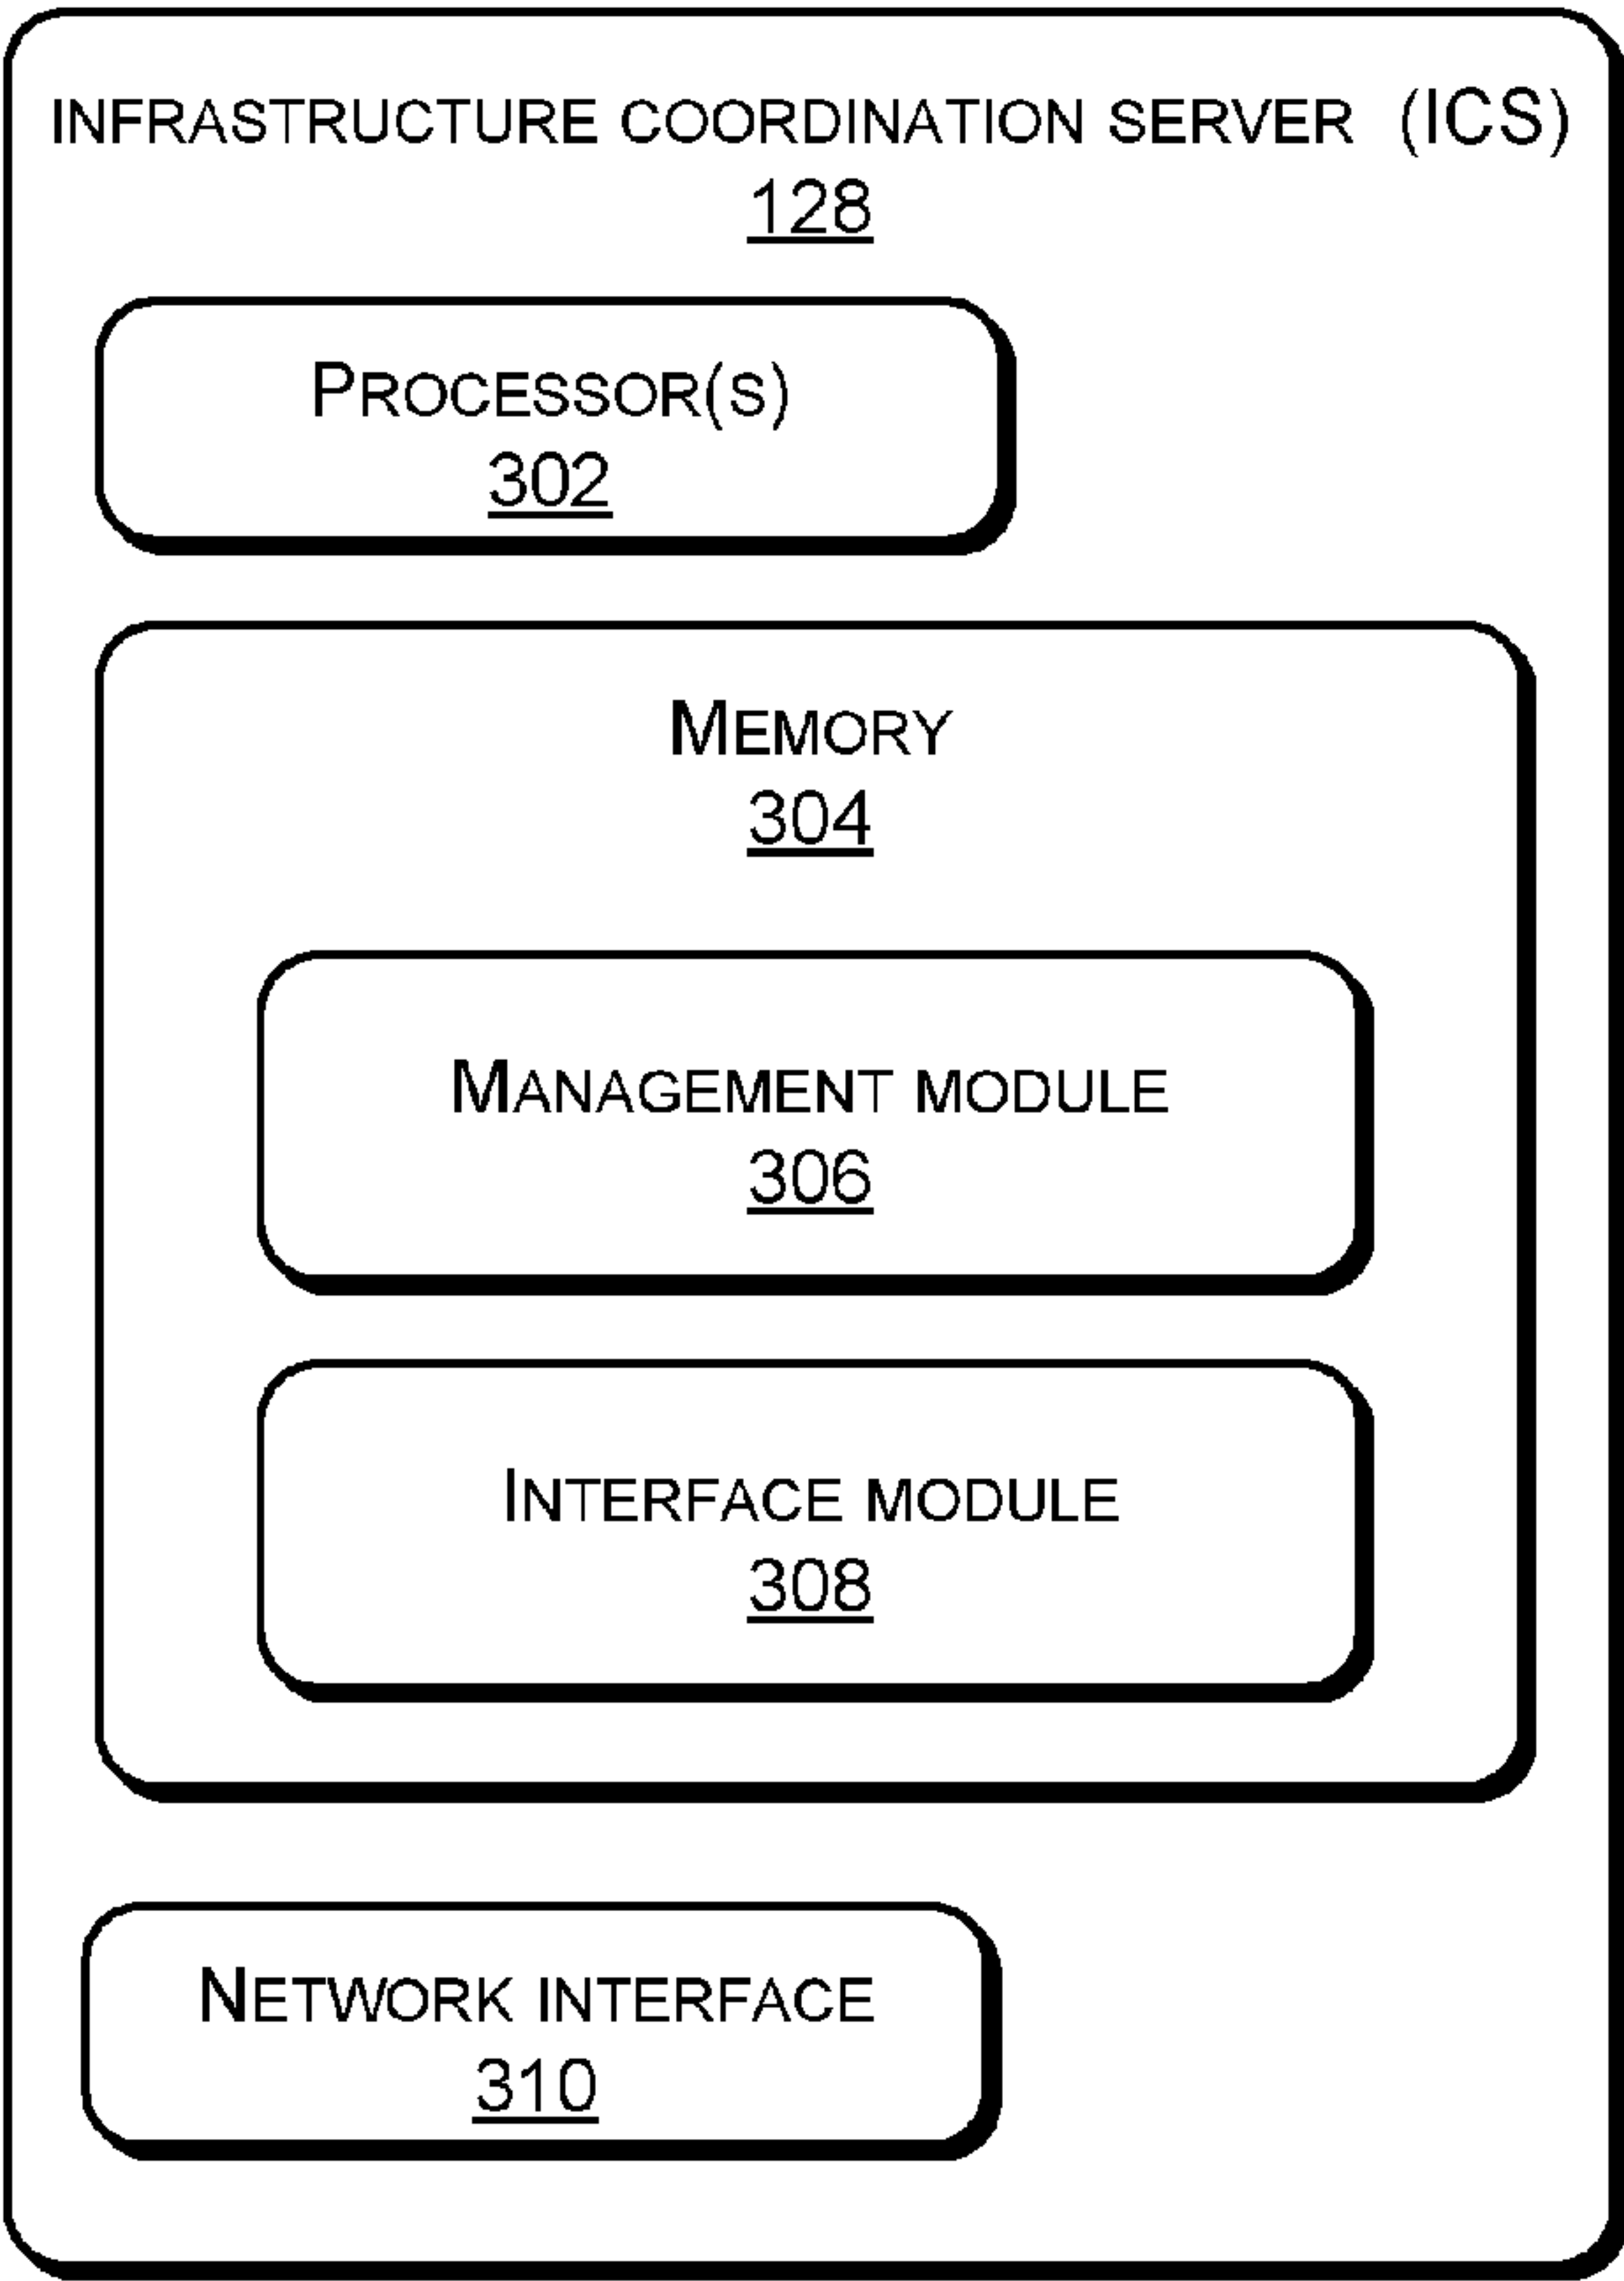 INFRASTRUCTURE COORDINATION SERVER (ICS)
128
PROCESSOR(S)
302
MEMORY
304
MANAGEMENT MODULE
306
INTERFACE MODULE
308
NETWORK INTERFACE
310